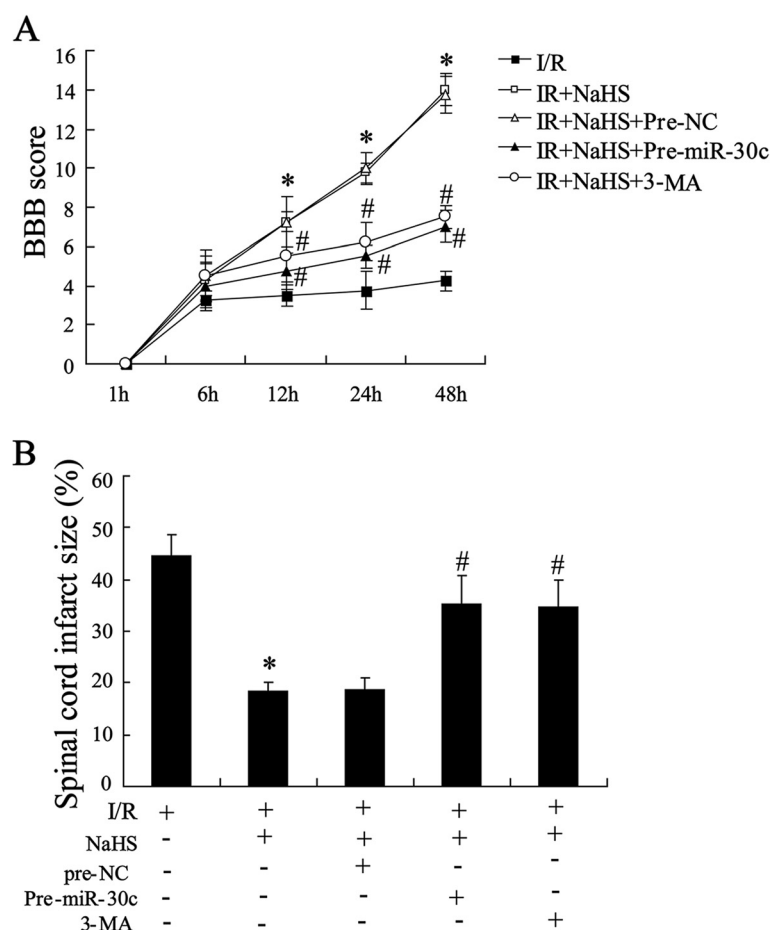 A
16
14
12
10
8
6
4
2
0
BBB score
* * *
# # #
# # #
1h 6h 12h 24h 48h
I/R
IR+NaHS
IR+NaHS+Pre-NC
IR+NaHS+Pre-miR-30c
IR+NaHS+3-MA
B
60
50
40
30
20
10
0
Spinal cord infarct size (%)
* # #
I/R + + + + +
NaHS - + + + +
pre-NC - - + - -
Pre-miR-30c - - - + -
3-MA - - - - +